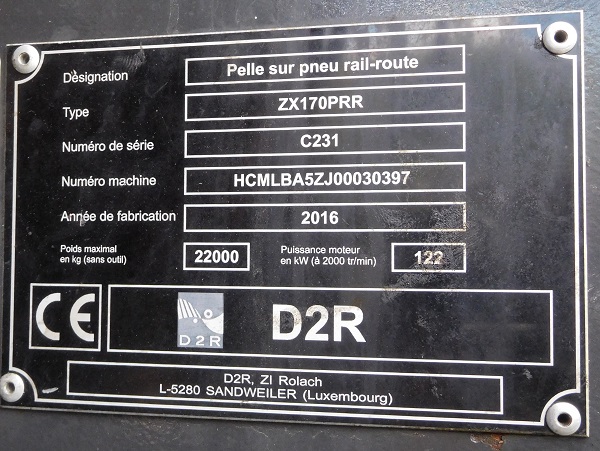 Dèsignation Pelle sur pneu rail-route
Type ZX170PRR
Numéro de série C231
Numéro machine HCMLBA5ZJ00030397
Année de fabrication 2016
Poids maximal en kg (sans outil) 22000 Puissance moteur en kW (à 2000 tr/min) 122
CE D2R D2R
D2R, ZI Rolach
L-5280 SANDWEILER (Luxembourg)